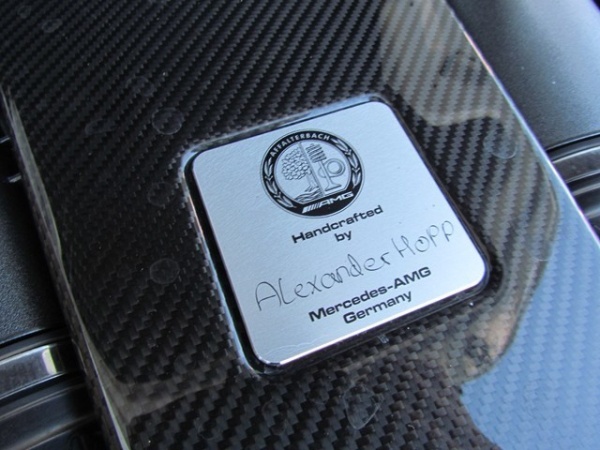 AFFALTERBACH
AMG
Handcrafted
by
Alexander Hopp
Mercedes-AMG
Germany